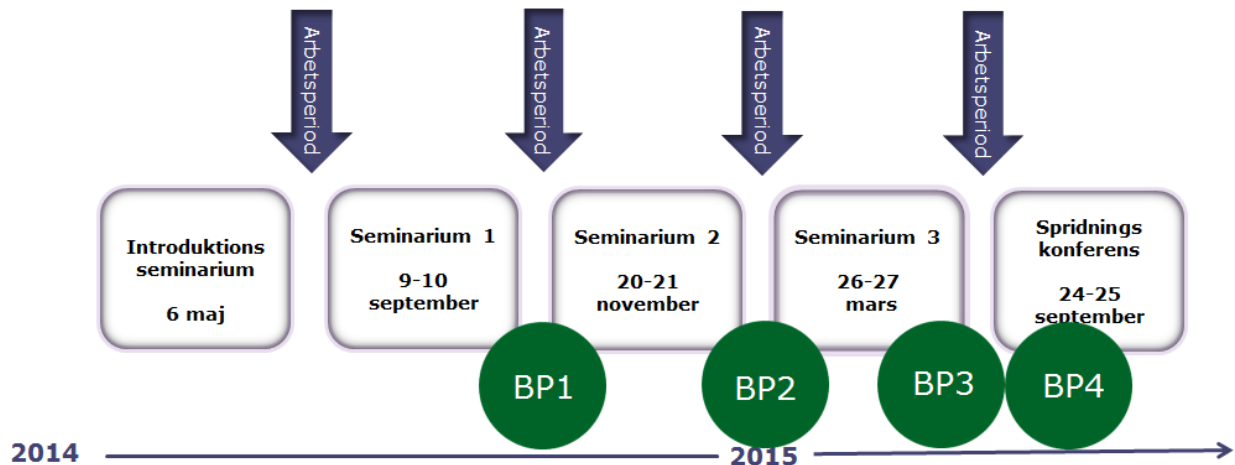 Arbetsperiod
Arbetsperiod
Arbetsperiod
Arbetsperiod
Introduktions
seminarium
6 maj
Seminarium 1
9-10
september
Seminarium 2
20-21
november
Seminarium 3
26-27
mars
Spridnings
konferens
24-25
september
BP1
BP2
BP3
BP4
2014
2015